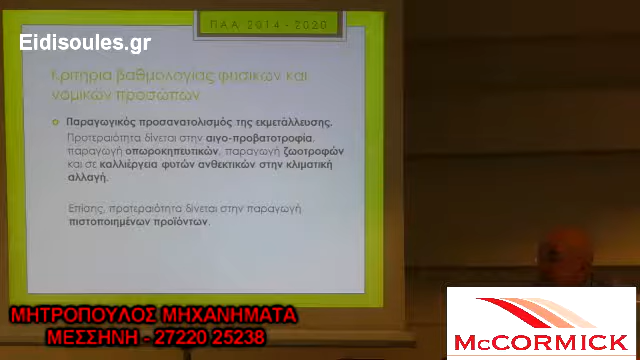 ΠΑΑ 2014 - 2020
Eidisoules.gr
Κριτήρια βαθμολογίας φυσικών και
νομικών προσώπων
Παραγωγικός προσανατολισμός της εκμετάλλευσης.
Προτεραιότητα δίνεται στην αιγο-προβατοτροφία,
παραγωγή οπωροκηπευτικών, παραγωγή ζωοτροφών
και σε καλλιέργεια φυτών ανθεκτικών στην κλιματική
αλλαγή.
Επίσης, προτεραιότητα δίνεται στην παραγωγή
πιστοποιημένων προϊόντων.
ΜΗΤΡΟΠΟΥΛΟΣ ΜΗΧΑΝΗΜΑΤΑ
ΜΕΣΣΗΝΗ - 27220 25238
McCORMICK